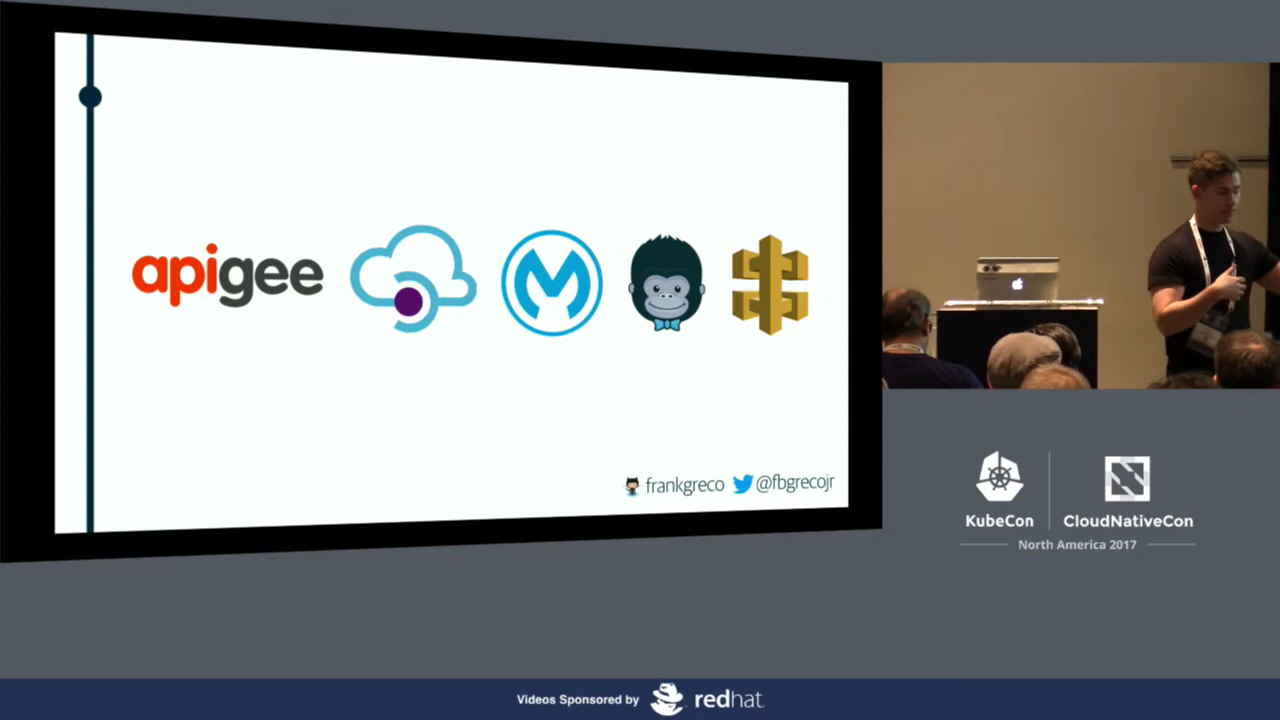 apigee
frankgreco @fbgrecojr
KubeCon
CloudNativeCon
North America 2017
Videos Sponsored by redhat